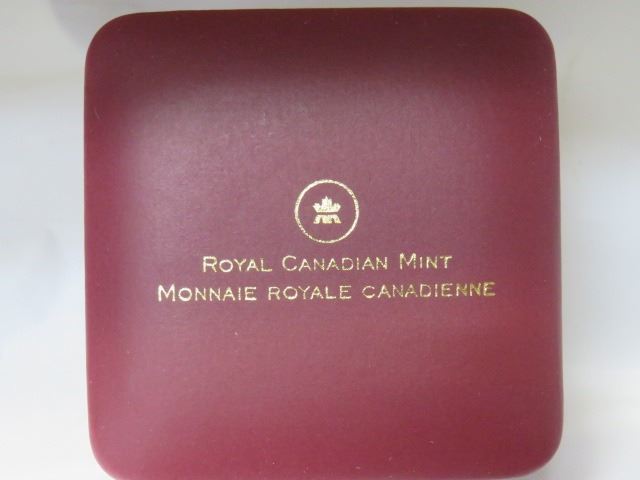 ROYAL CANADIAN MINT
MONNAIE ROYALE CANADIENNE